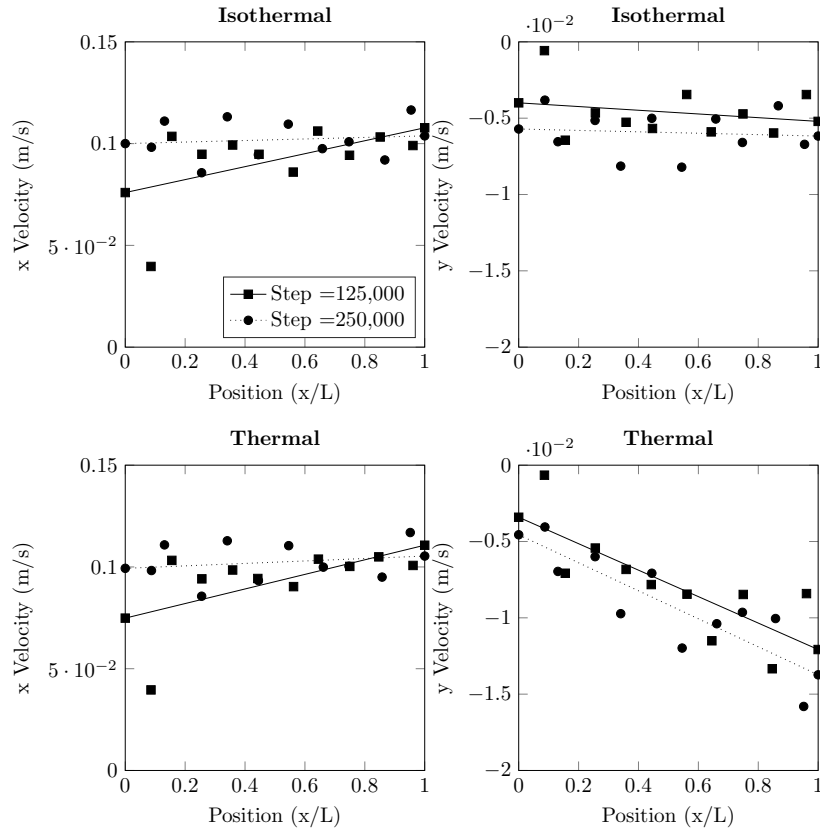 Isothermal
0.15
0.1
5 · 10⁻²
0
x Velocity (m/s)
Step =125,000
Step =250,000
0 0.2 0.4 0.6 0.8 1
Position (x/L)
Isothermal
·10⁻²
0
−0.5
−1
−1.5
−2
y Velocity (m/s)
0 0.2 0.4 0.6 0.8 1
Position (x/L)
Thermal
0.15
0.1
5 · 10⁻²
0
x Velocity (m/s)
0 0.2 0.4 0.6 0.8 1
Position (x/L)
Thermal
·10⁻²
0
−0.5
−1
−1.5
−2
y Velocity (m/s)
0 0.2 0.4 0.6 0.8 1
Position (x/L)